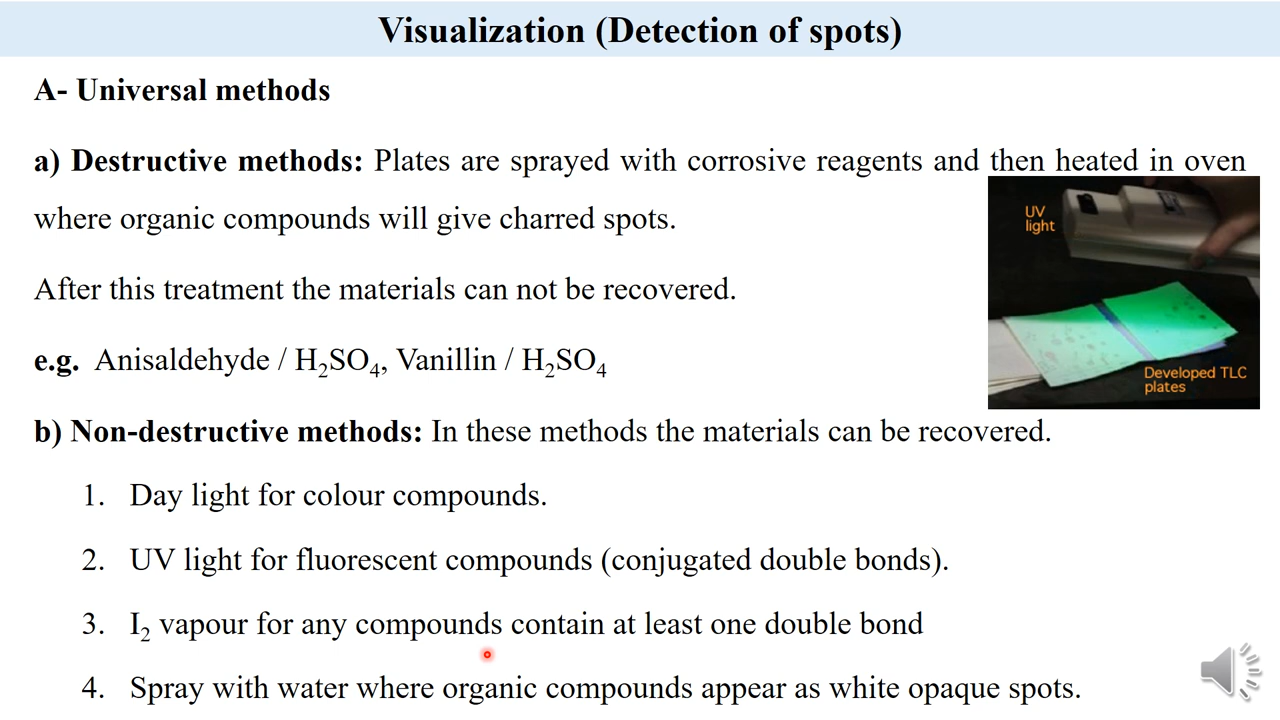 Visualization (Detection of spots)
A- Universal methods
a) Destructive methods: Plates are sprayed with corrosive reagents and then heated in oven
where organic compounds will give charred spots.
After this treatment the materials can not be recovered.
e.g. Anisaldehyde / H₂SO₄, Vanillin / H₂SO₄
UV
light
Developed TLC
plates
b) Non-destructive methods: In these methods the materials can be recovered.
1. Day light for colour compounds.
2. UV light for fluorescent compounds (conjugated double bonds).
3. I₂ vapour for any compounds contain at least one double bond
4. Spray with water where organic compounds appear as white opaque spots.